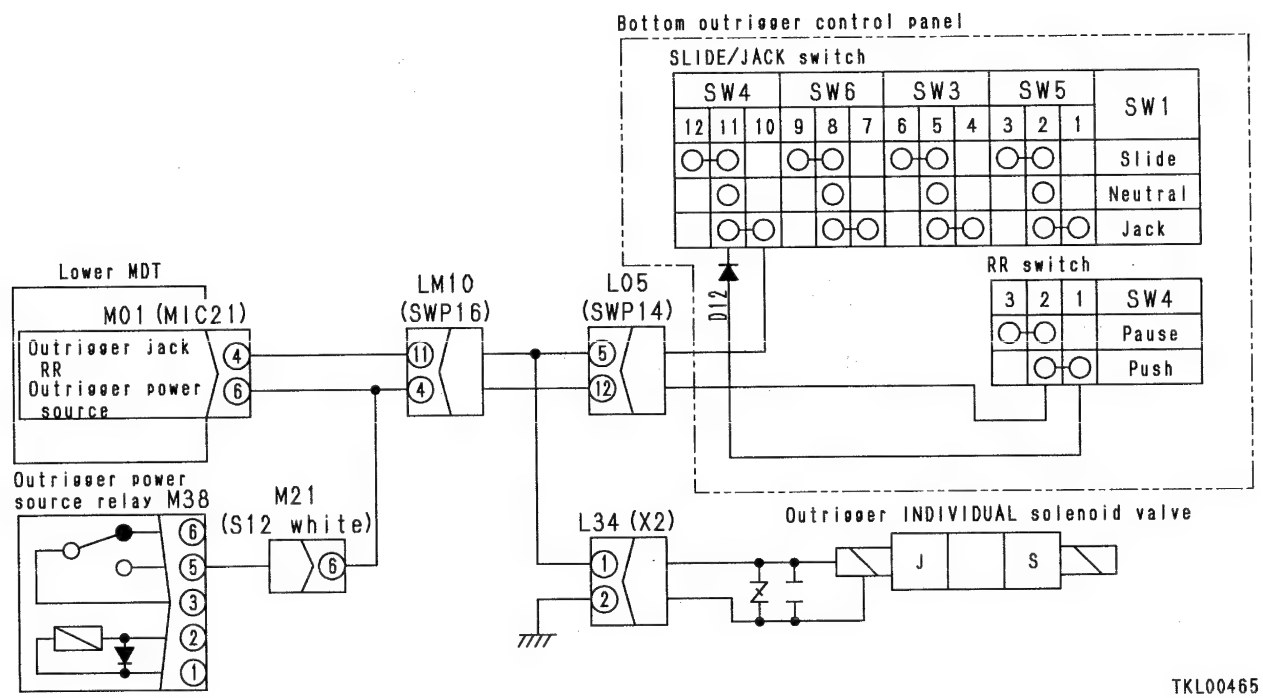 Bottom outrigger control panel
SLIDE/JACK switch
SW4 SW6 SW3 SW5 SW1
12 11 10 9 8 7 6 5 4 3 2 1
Slide
Neutral
Jack
RR switch
3 2 1 SW4
Pause
Push
D12
Lower MDT
M01 (MIC21)
Outrigger jack
RR
Outrigger power
source
4
6
LM10
(SWP16)
11
4
L05
(SWP14)
5
12
Outrigger power
source relay M38
6
5
3
2
1
M21
(S12 white)
6
L34 (X2)
1
2
Outrigger INDIVIDUAL solenoid valve
J S
TKL00465